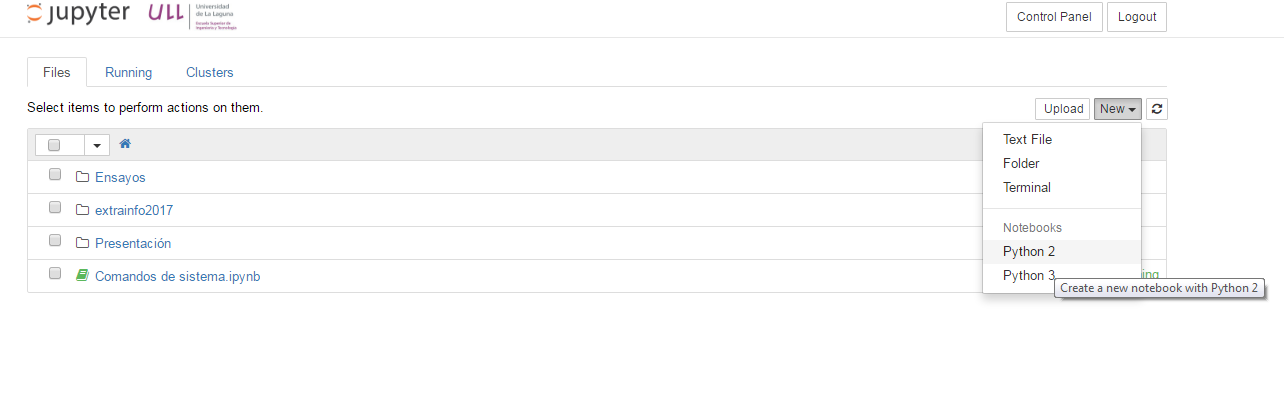 jupyter ULL Universidad
de La Laguna
Escuela Superior de
Ingeniería y Tecnología
Control Panel Logout
Files Running Clusters
Select items to perform actions on them.
Upload New
Text File
Folder
Terminal
Notebooks
Python 2
Python 3
Create a new notebook with Python 2
Ensayos
extrainfo2017
Presentación
Comandos de sistema.ipynb
ing